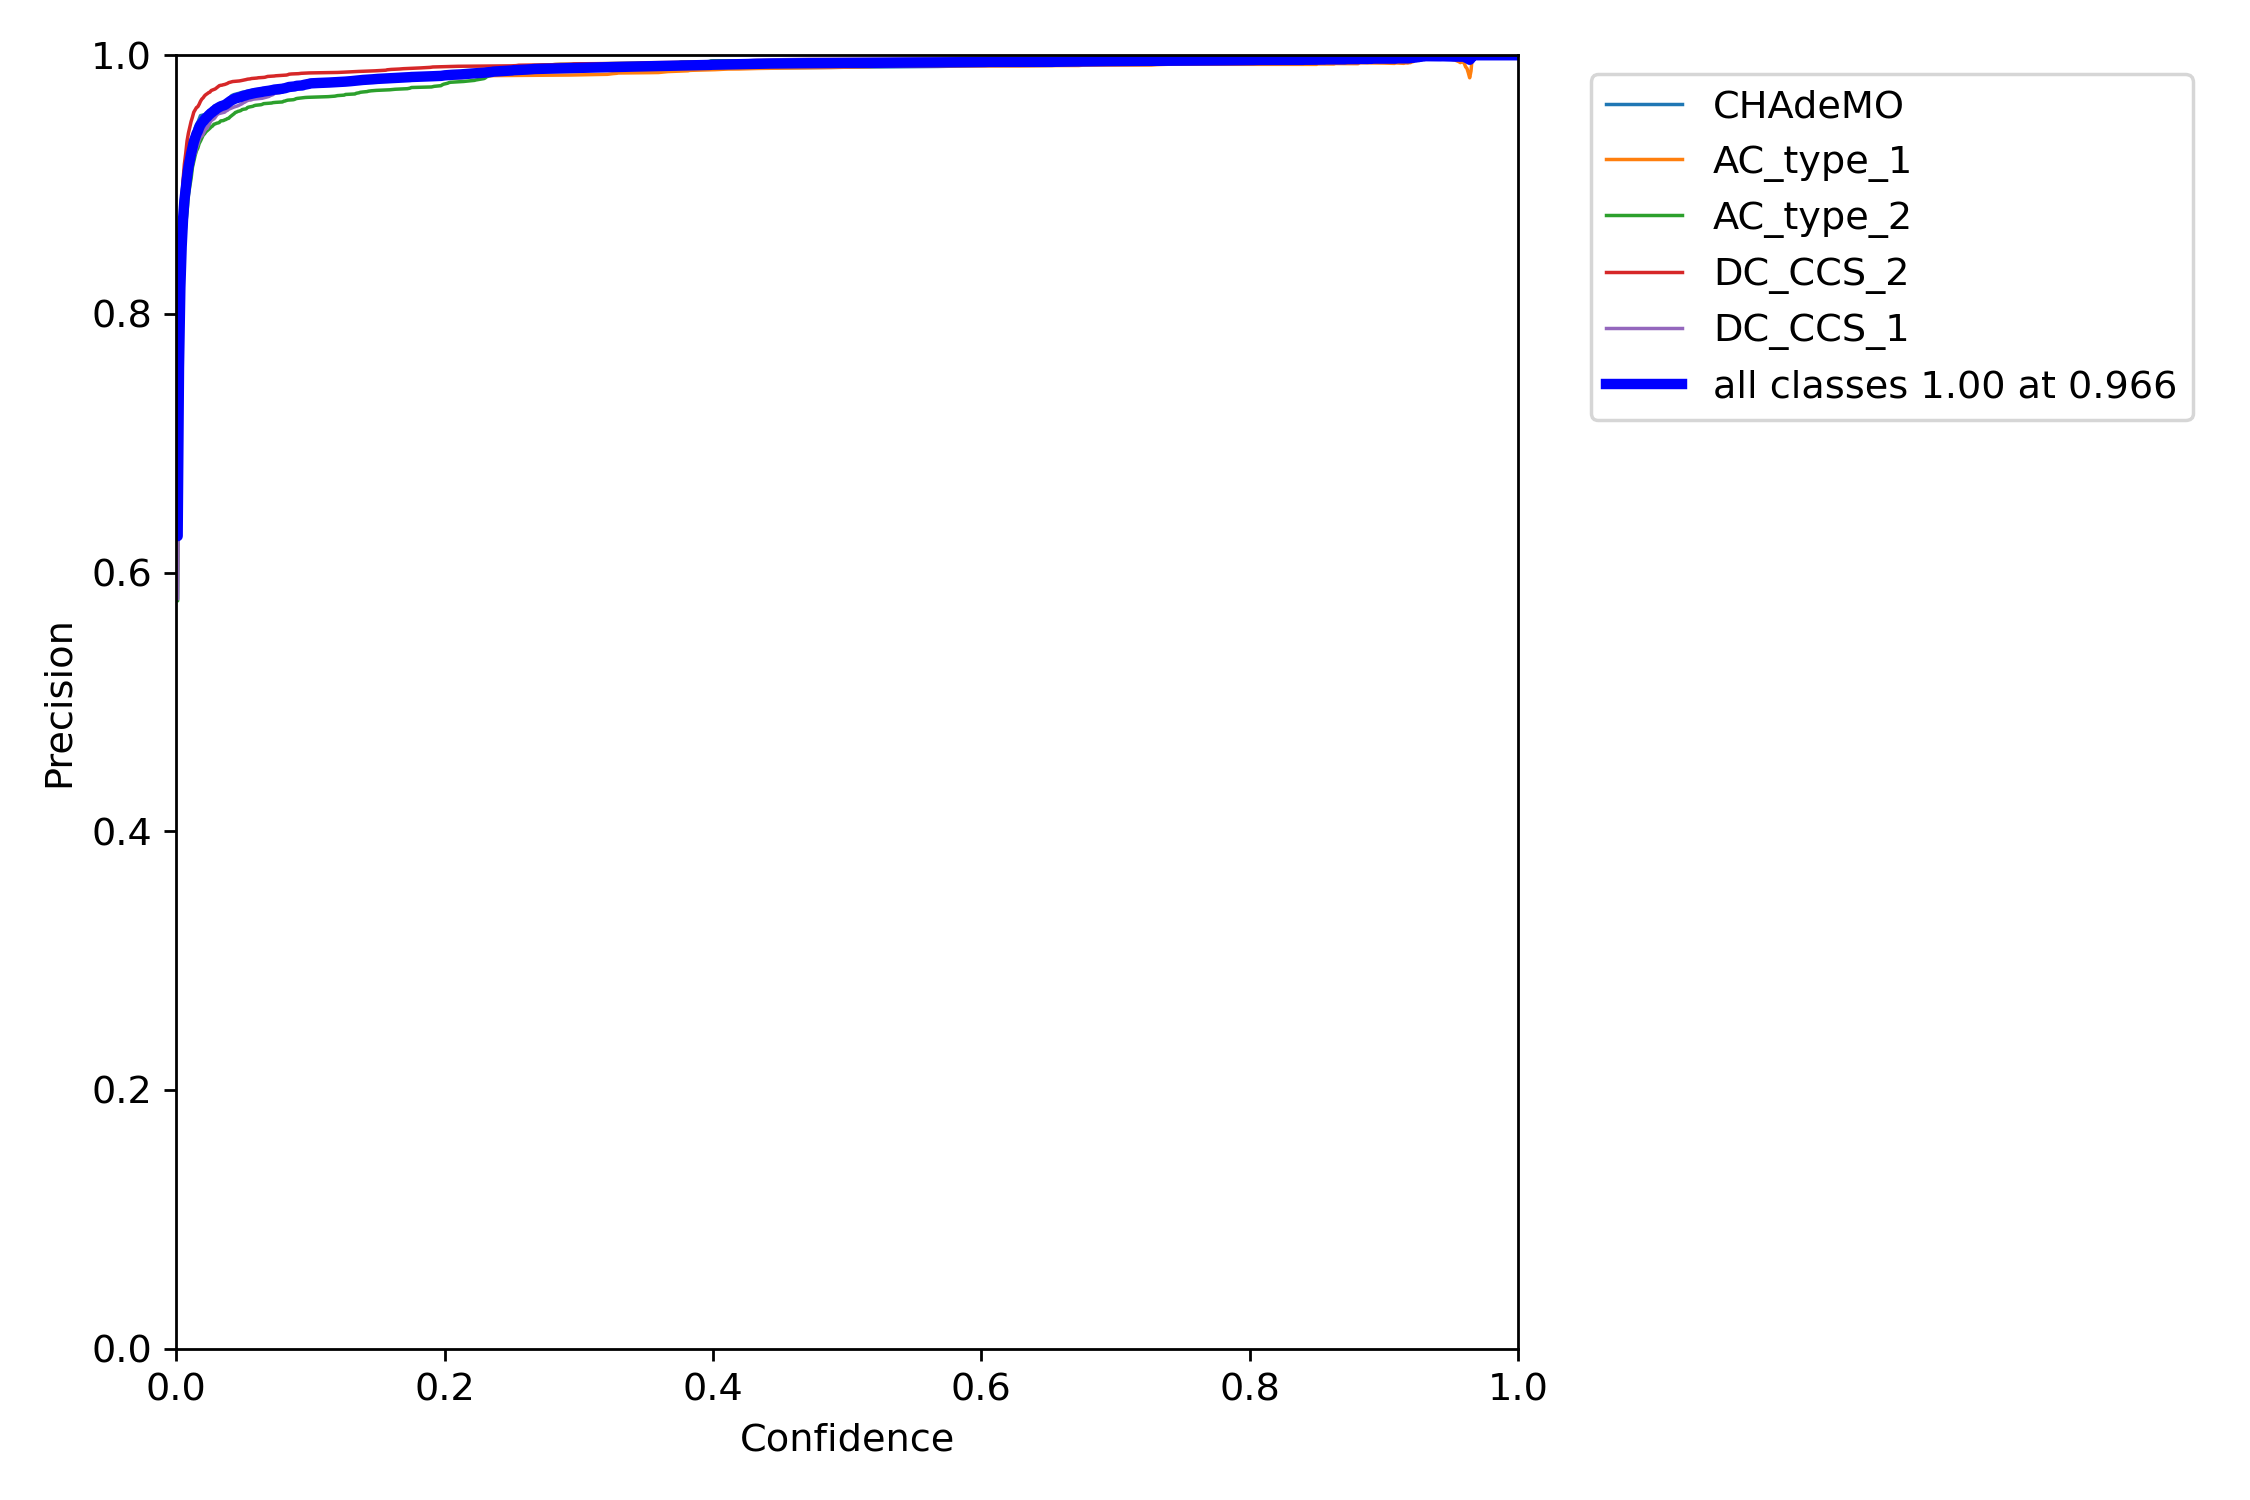 1.0
0.8
0.6
0.4
0.2
0.0
0.0 0.2 0.4 0.6 0.8 1.0
Precision
Confidence
CHAdeMO
AC_type_1
AC_type_2
DC_CCS_2
DC_CCS_1
all classes 1.00 at 0.966